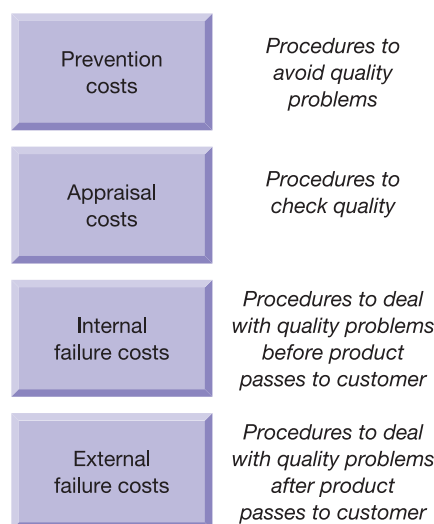 Prevention
costs
Procedures to
avoid quality
problems
Appraisal
costs
Procedures to
check quality
Internal
failure costs
Procedures to deal
with quality problems
before product
passes to customer
External
failure costs
Procedures to deal
with quality problems
after product
passes to customer